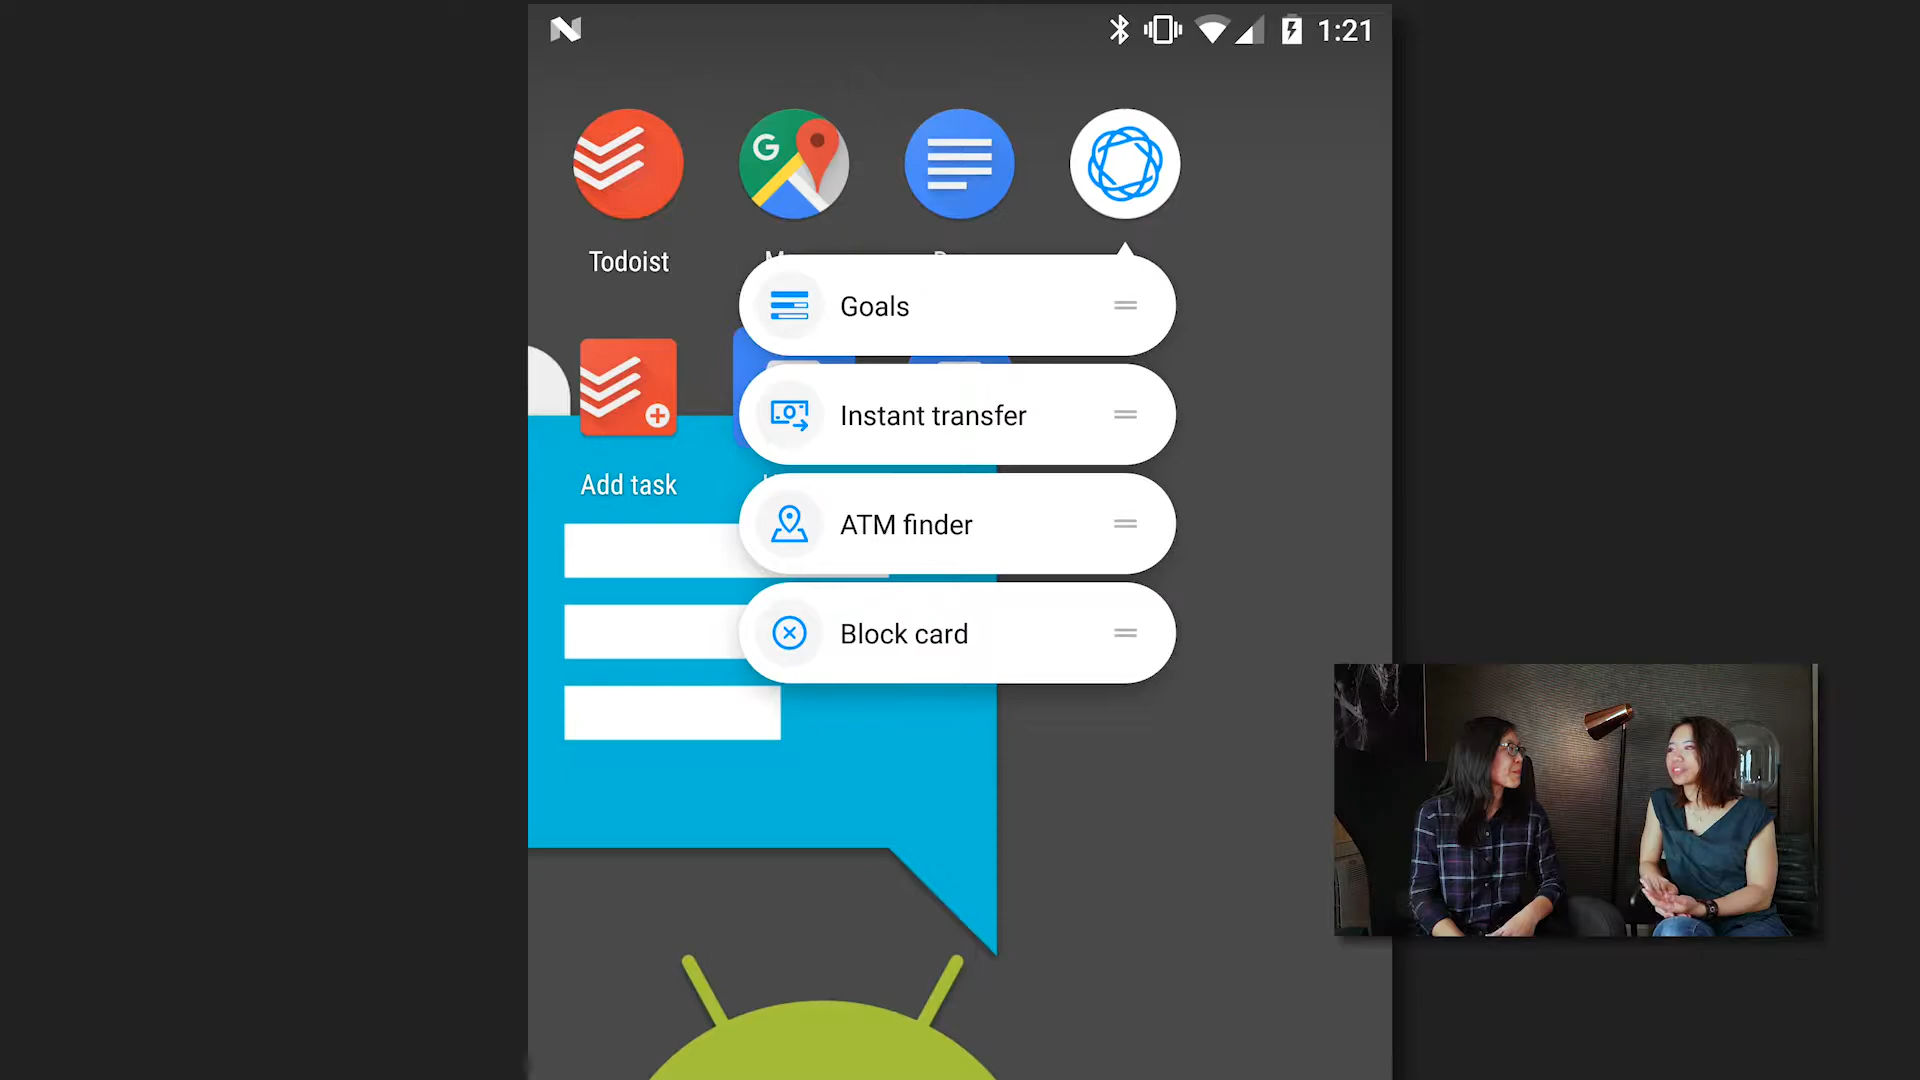 1:21
G
Todoist
Goals
Instant transfer
ATM finder
Add task
Block card